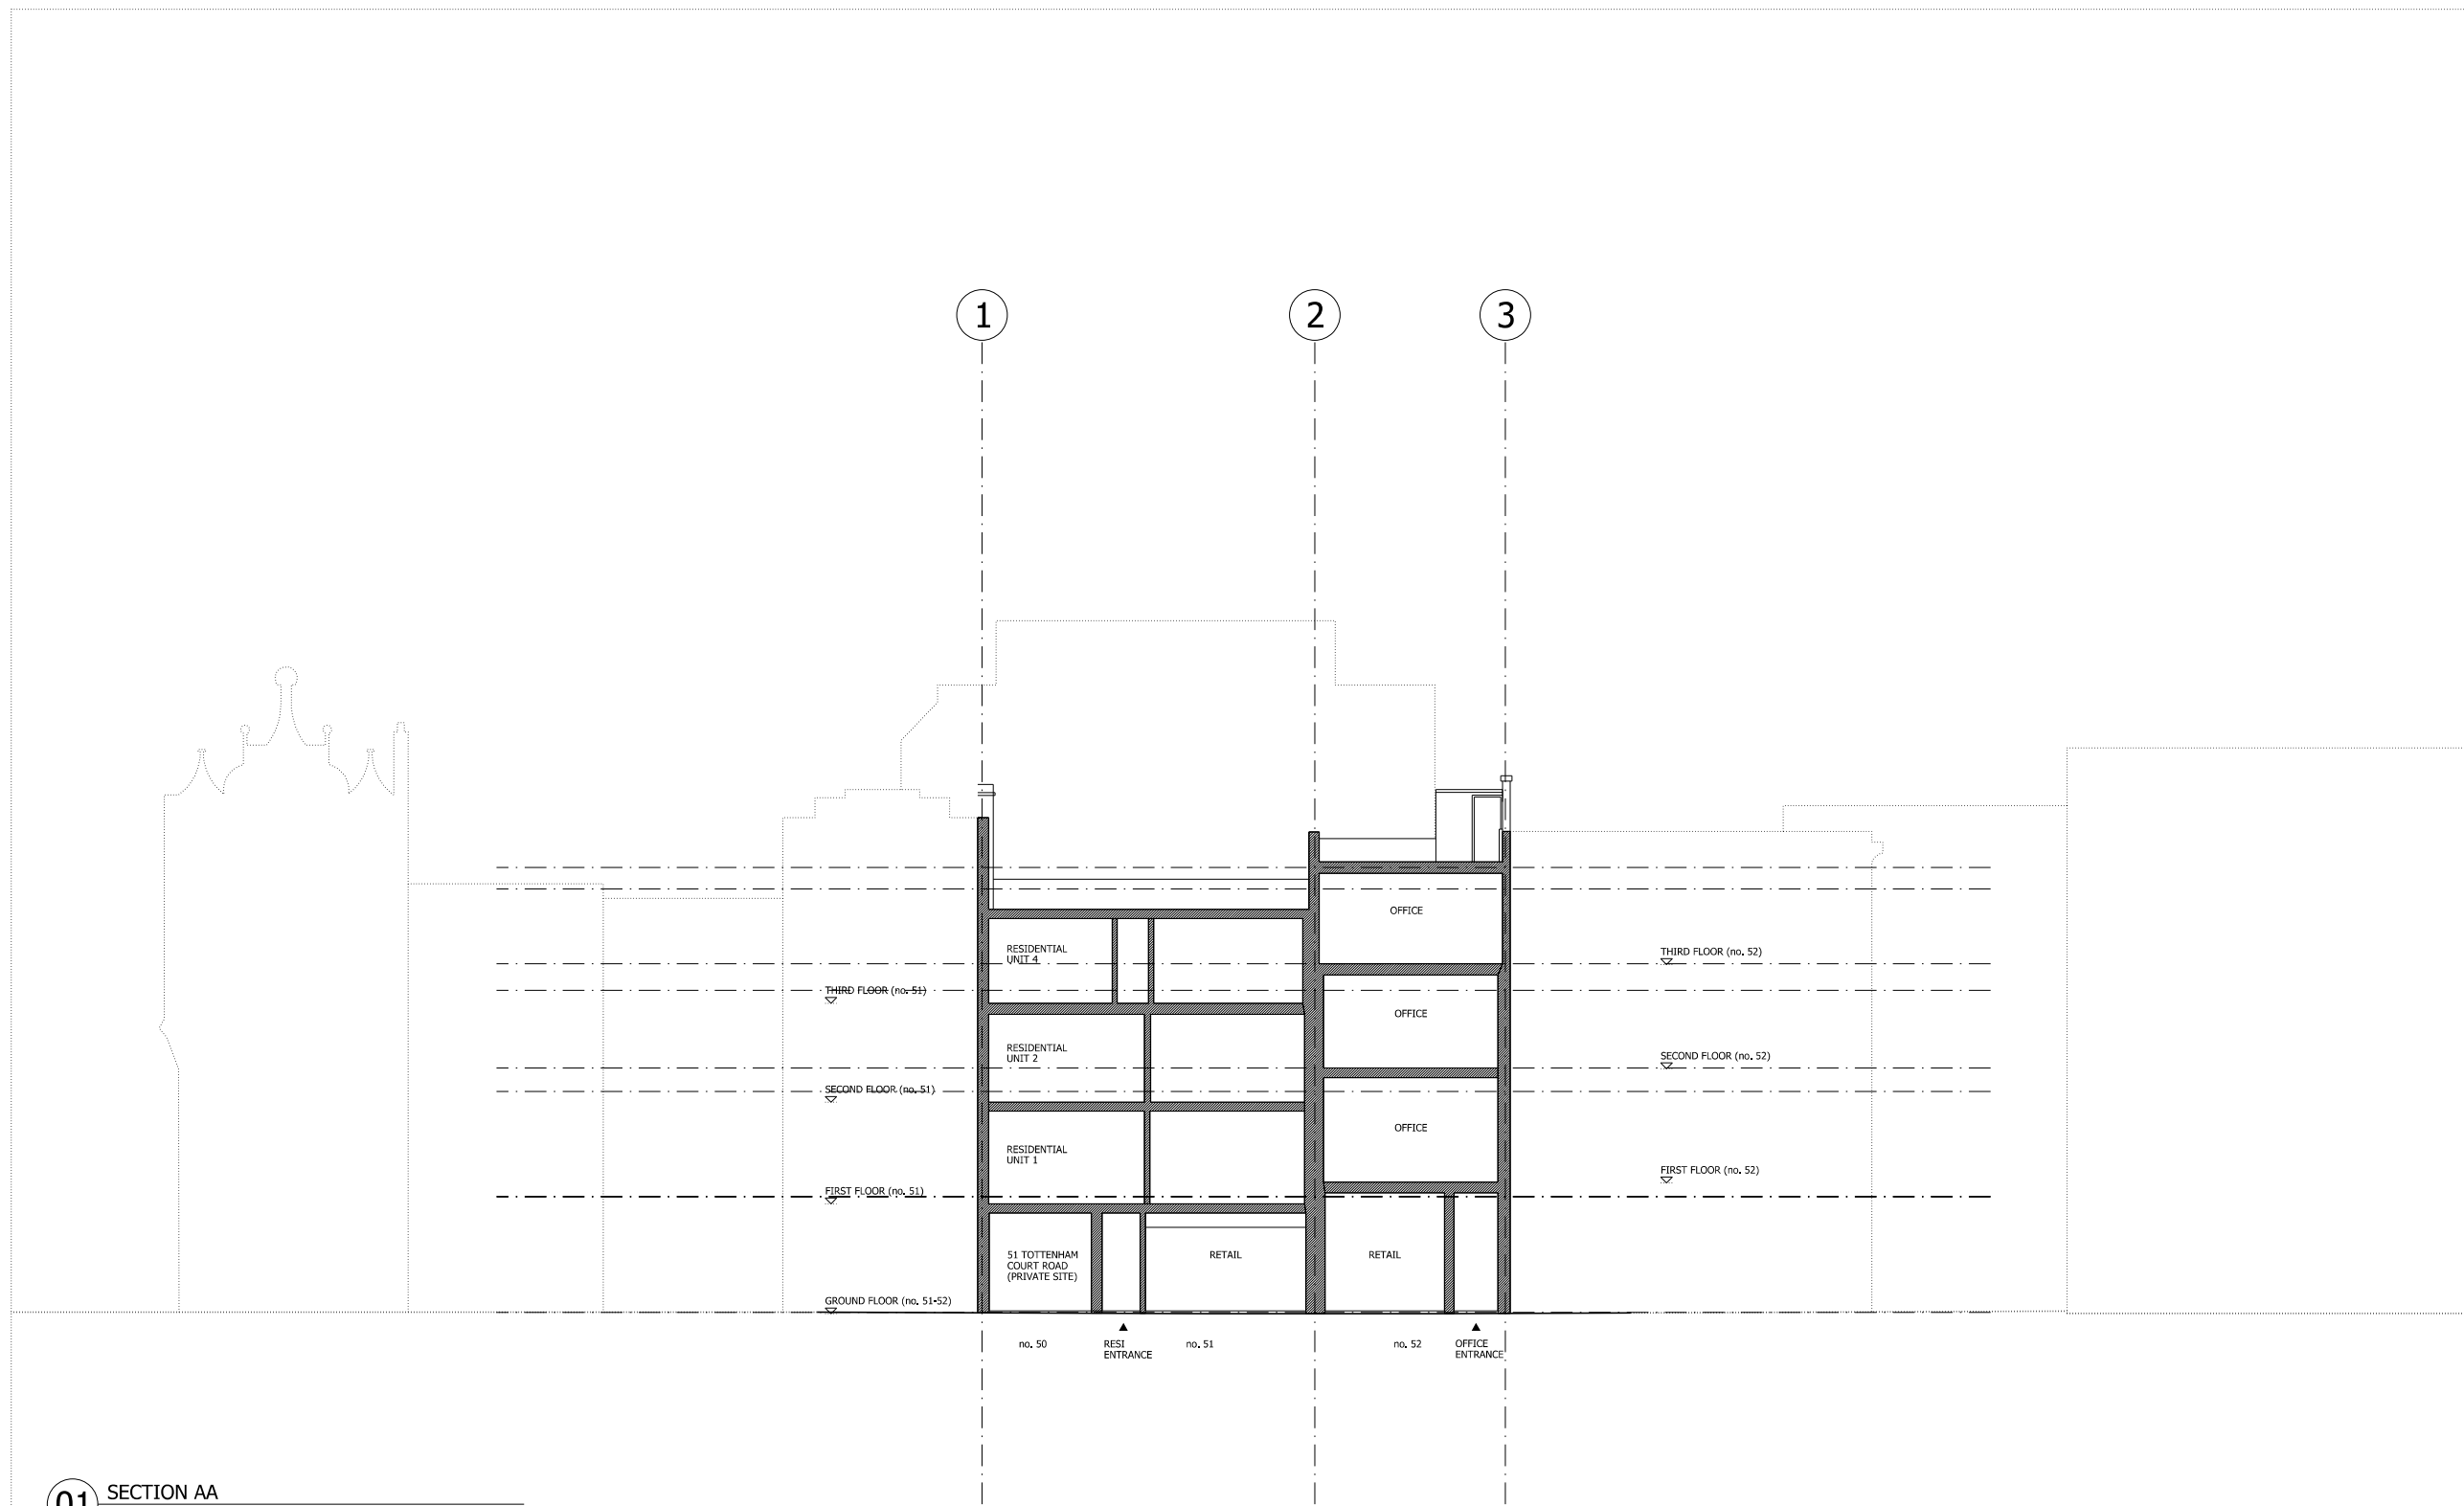 1
2
3
OFFICE
RESIDENTIAL
UNIT 4
THIRD FLOOR (no. 52)
THIRD FLOOR (no. 51)
OFFICE
RESIDENTIAL
UNIT 2
SECOND FLOOR (no. 52)
SECOND FLOOR (no. 51)
OFFICE
RESIDENTIAL
UNIT 1
FIRST FLOOR (no. 52)
FIRST FLOOR (no. 51)
51 TOTTENHAM
COURT ROAD
(PRIVATE SITE)
RETAIL
RETAIL
GROUND FLOOR (no. 51-52)
no. 50
RESI
ENTRANCE
no. 51
no. 52
OFFICE
ENTRANCE
01
SECTION AA